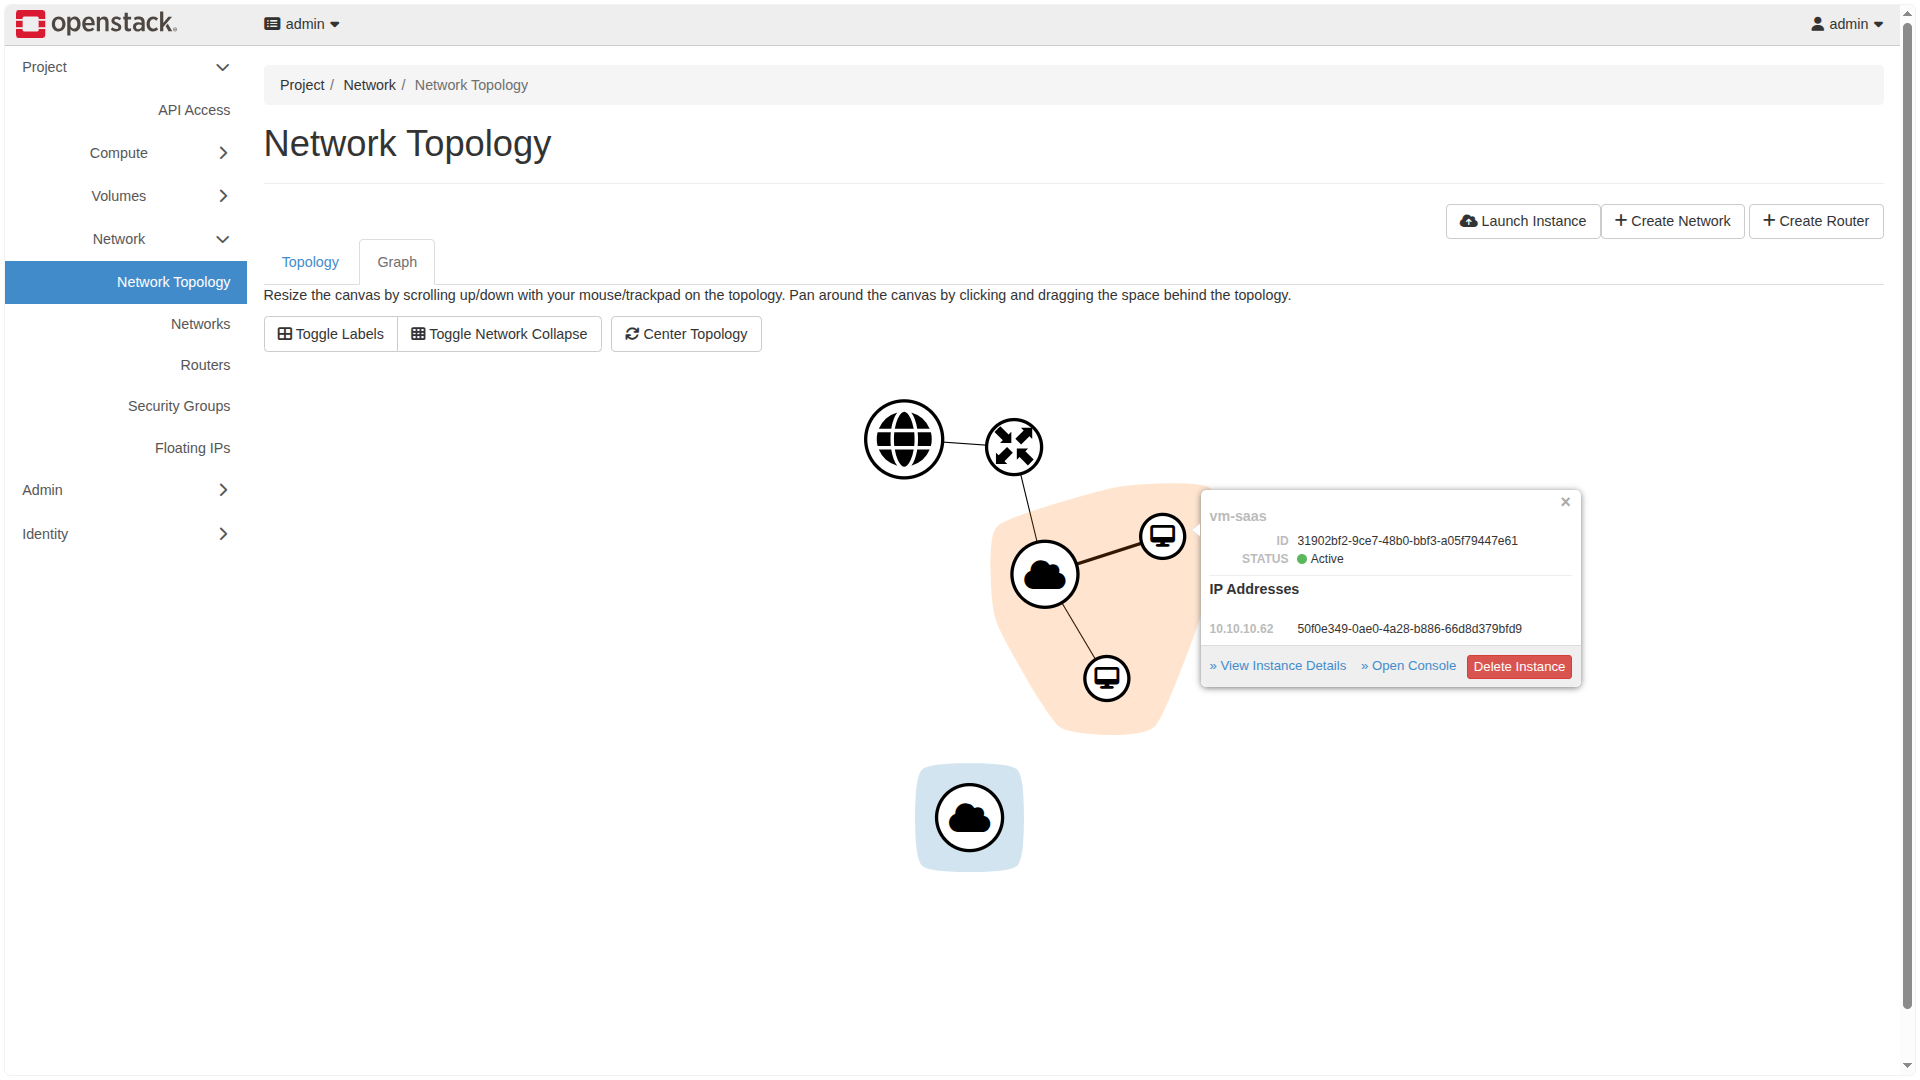 openstack.
admin
admin
Project
API Access
Compute
Volumes
Network
Network Topology
Networks
Routers
Security Groups
Floating IPs
Admin
Identity
Project / Network / Network Topology
Network Topology
Launch Instance
+ Create Network
+ Create Router
Topology
Graph
Resize the canvas by scrolling up/down with your mouse/trackpad on the topology. Pan around the canvas by clicking and dragging the space behind the topology.
Toggle Labels
Toggle Network Collapse
Center Topology
×
vm-saas
ID 31902bf2-9ce7-48b0-bbf3-a05f79447e61
STATUS Active
IP Addresses
10.10.10.62 50f0e349-0ae0-4a28-b886-66d8d379bfd9
» View Instance Details » Open Console Delete Instance